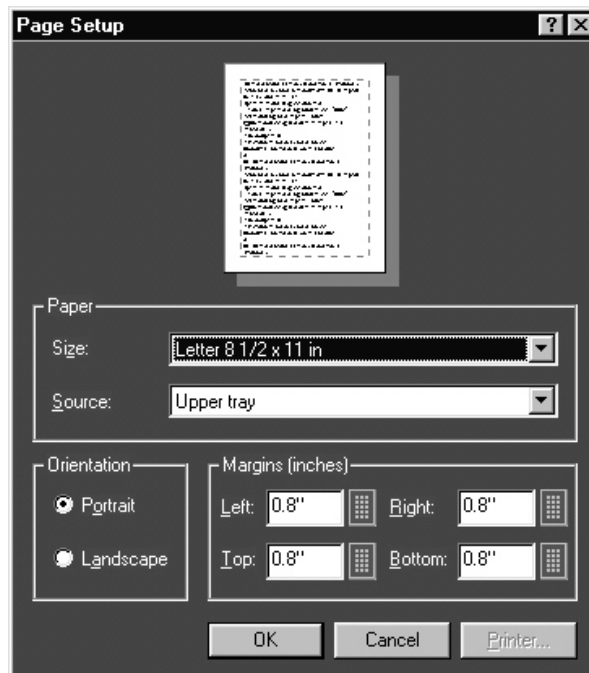 Page Setup ? X
Paper
Size: Letter 8 1/2 x 11 in
Source: Upper tray
Orientation
Portrait
Landscape
Margins (inches)
Left: 0.8" Right: 0.8"
Top: 0.8" Bottom: 0.8"
OK Cancel Printer...